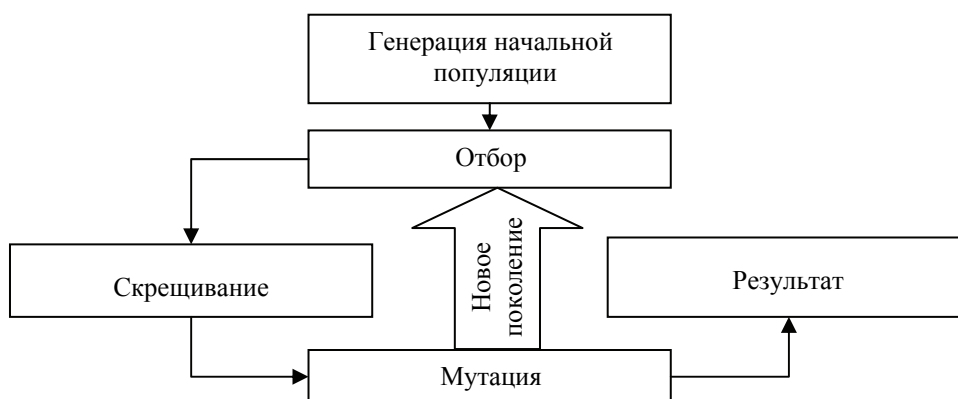 Генерация начальной
популяции
Отбор
Новое
поколение
Скрещивание
Результат
Мутация